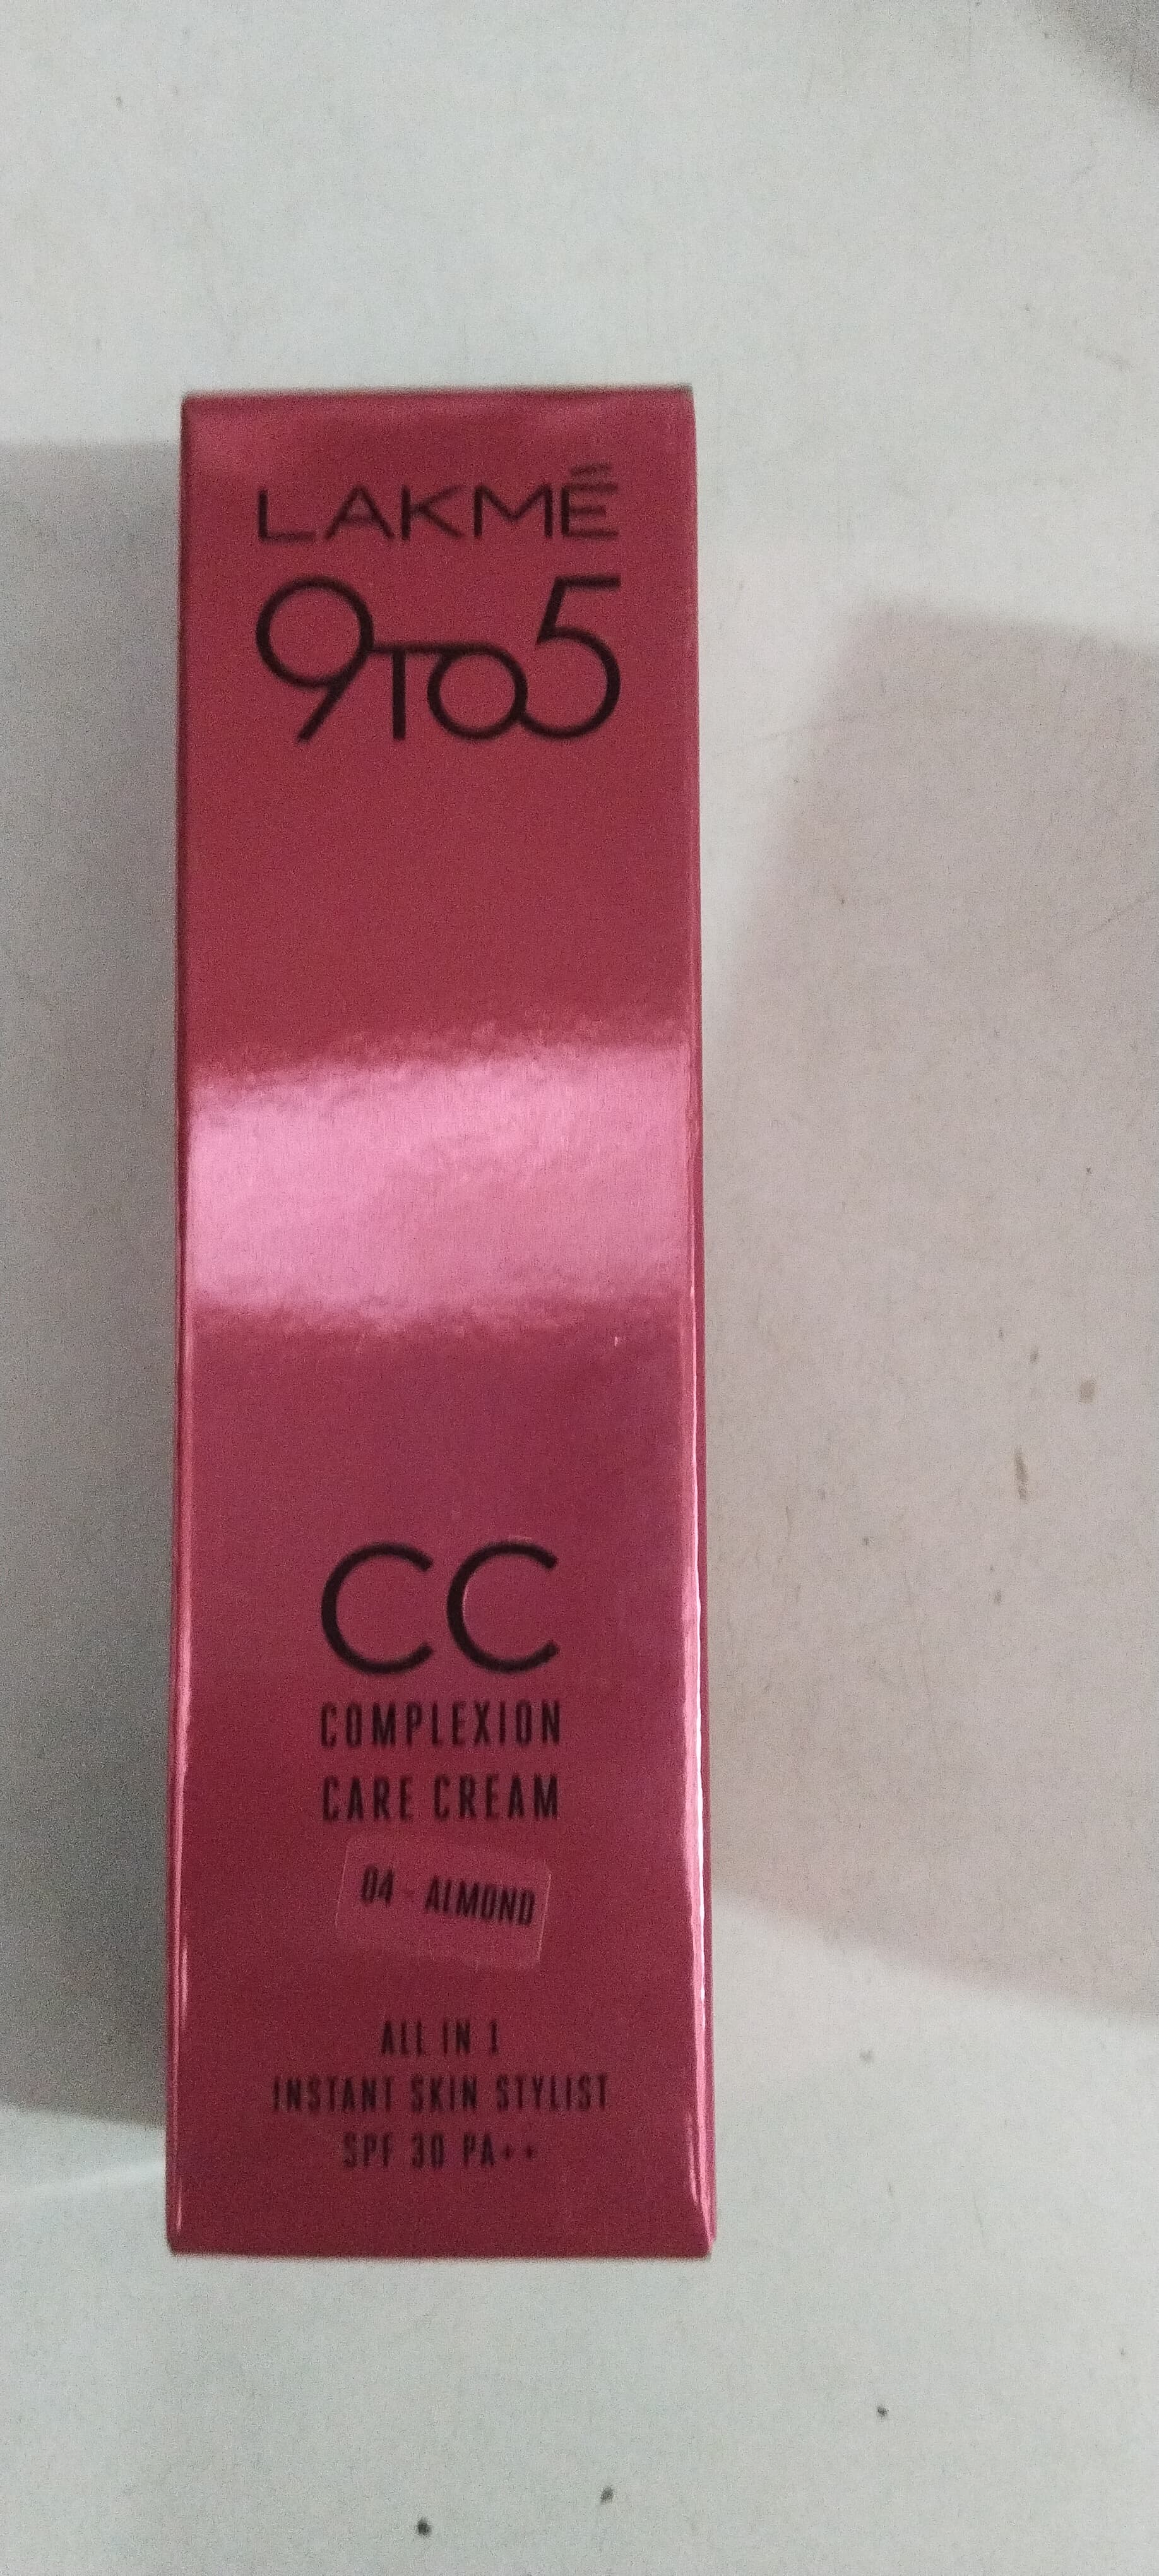 LAKMÉ
9TO5
CC
COMPLEXION
CARE CREAM
04 - ALMOND
ALL IN 1
INSTANT SKIN STYLIST
SPF 30 PA++